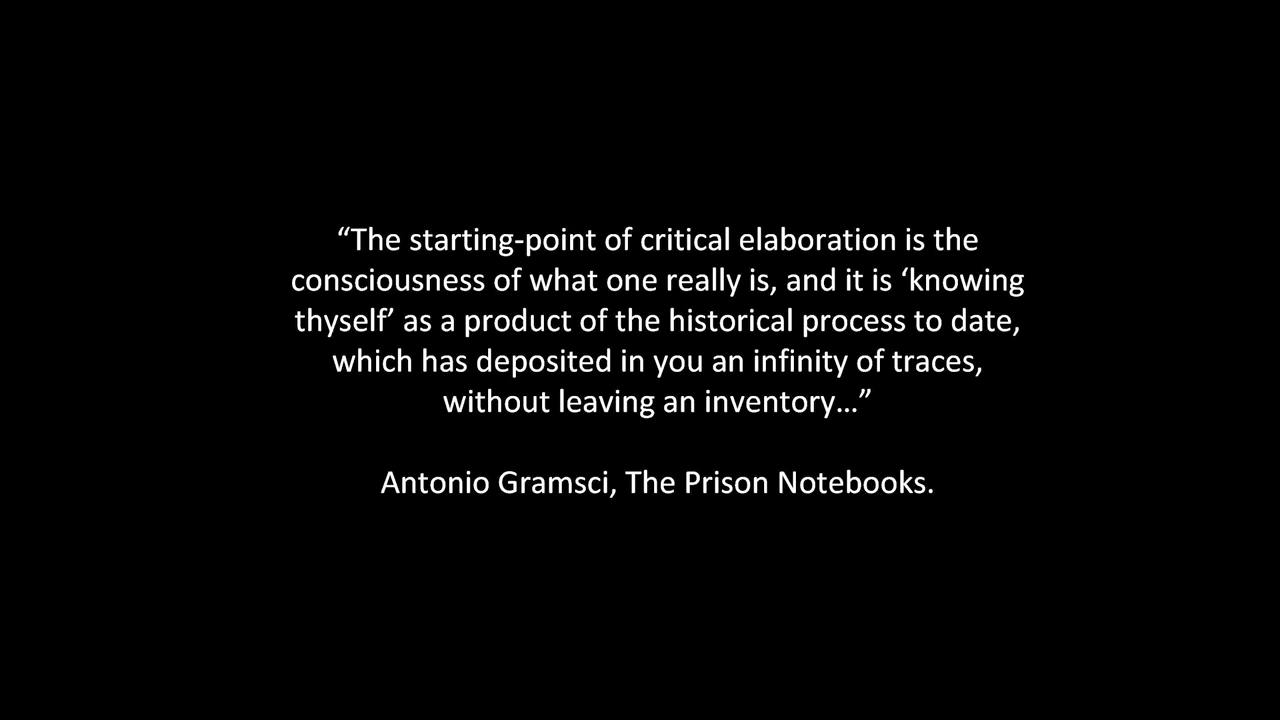 “The starting-point of critical elaboration is the
consciousness of what one really is, and it is ‘knowing
thyself’ as a product of the historical process to date,
which has deposited in you an infinity of traces,
without leaving an inventory…”
Antonio Gramsci, The Prison Notebooks.